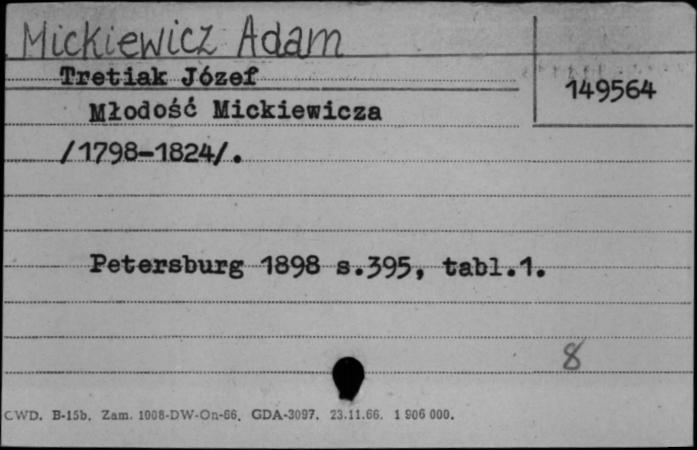 Mickiewicz Adam
Tretiak Józef
149564
Młodość Mickiewicza
/1798-1824/.
Petersburg 1898 s.395, tabl.1.
8
CWD. B-15b. Zam. 1008-DW-On-66. GDA-3097. 23.11.66. 1 906 000.